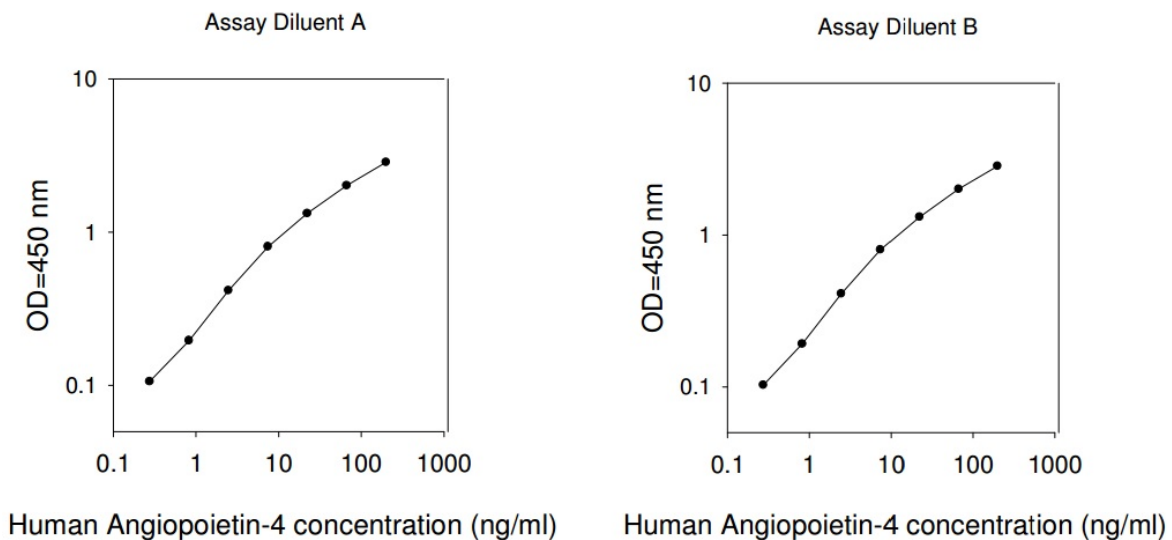 Assay Diluent A
10
1
0.1
OD=450 nm
0.1 1 10 100 1000
Human Angiopoietin-4 concentration (ng/ml)
Assay Diluent B
10
1
0.1
OD=450 nm
0.1 1 10 100 1000
Human Angiopoietin-4 concentration (ng/ml)